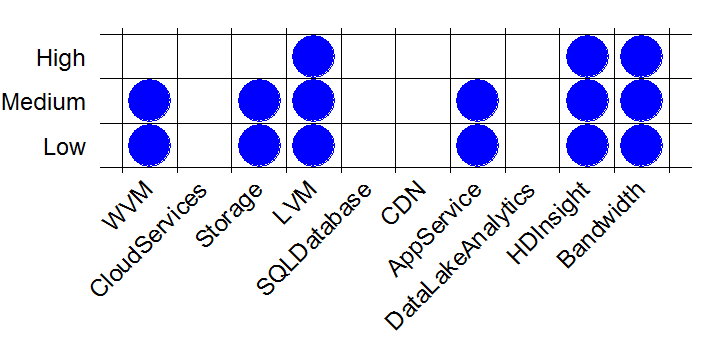 High
Medium
Low
WVM
CloudServices
Storage
LVM
SQLDatabase
CDN
AppService
DataLakeAnalytics
HDInsight
Bandwidth